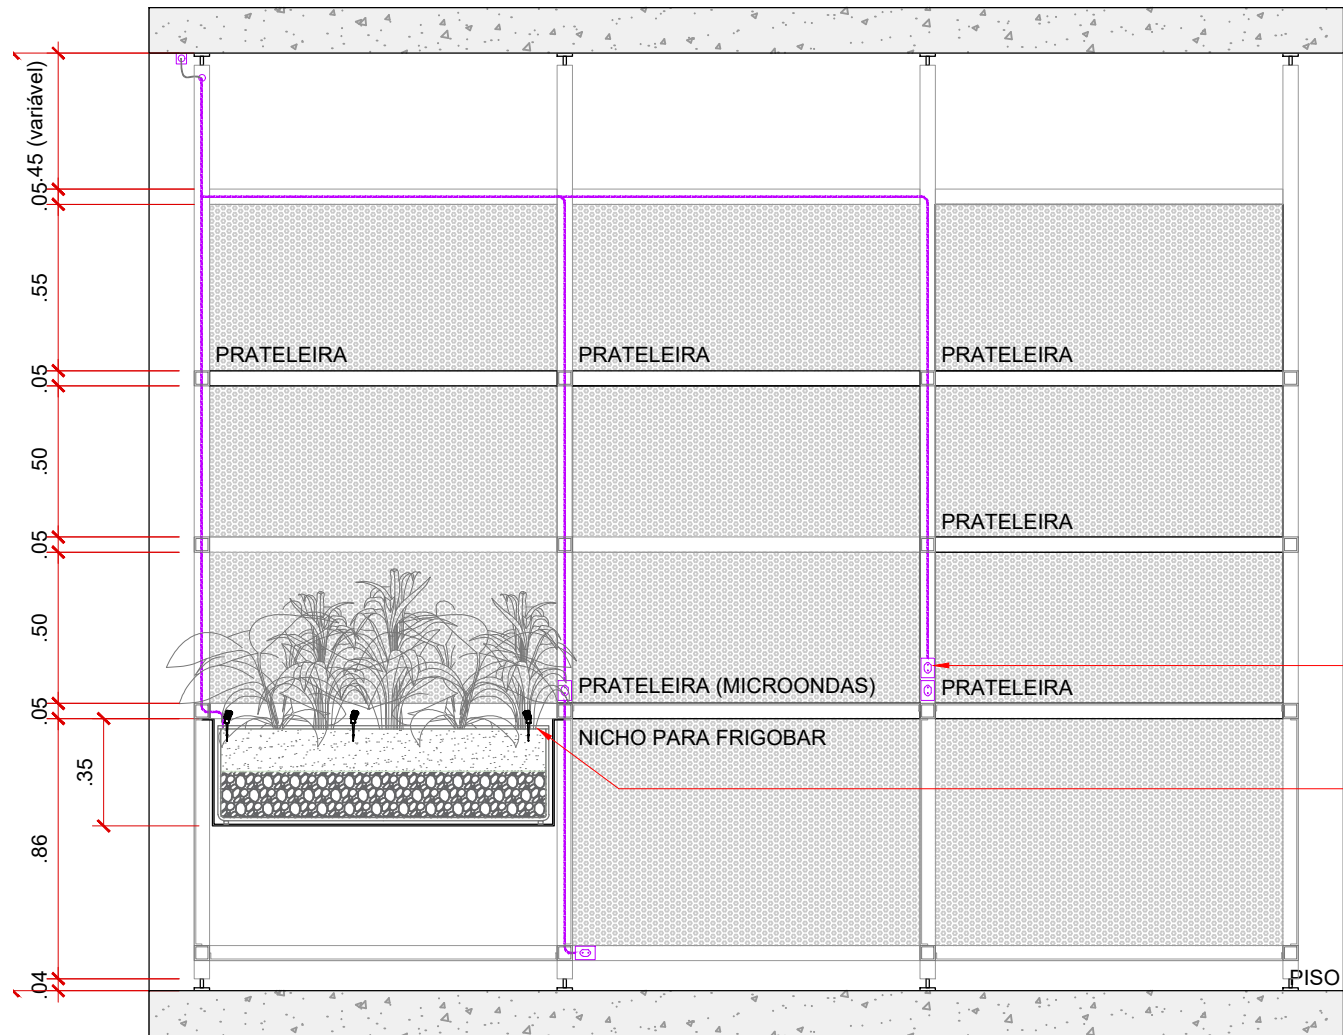 .45 (variável)
.05
.55
PRATELEIRA PRATELEIRA PRATELEIRA
.05
.50
PRATELEIRA
.05
.50
PRATELEIRA (MICROONDAS) PRATELEIRA
.05
NICHO PARA FRIGOBAR
.35
.86
.04
PISO